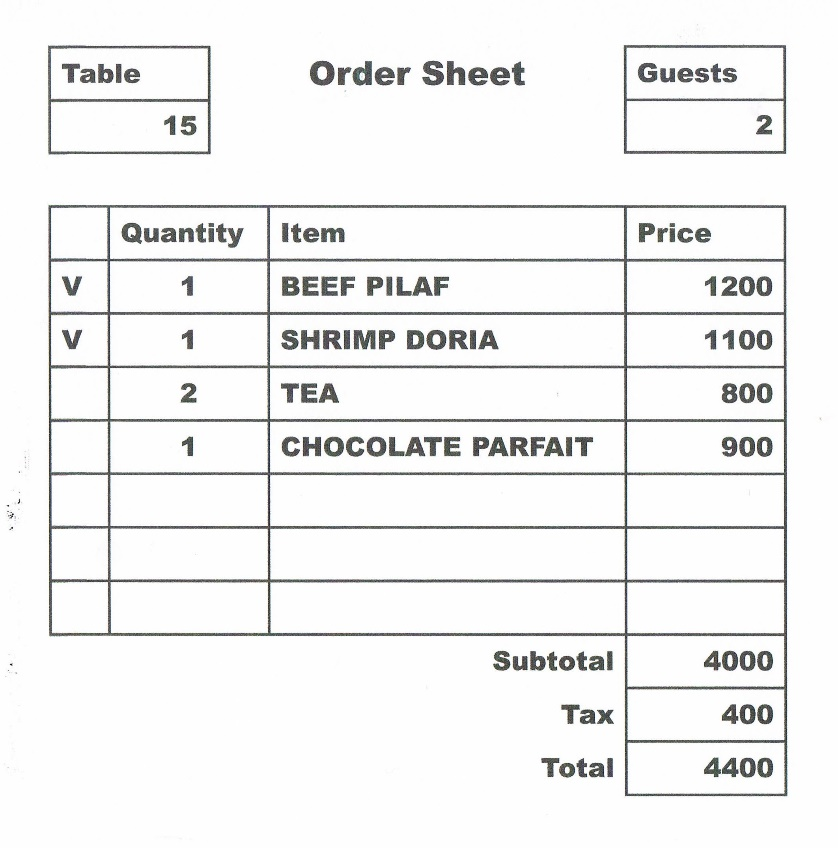 Table Order Sheet Guests
15 2
Quantity Item Price
V 1 BEEF PILAF 1200
V 1 SHRIMP DORIA 1100
2 TEA 800
1 CHOCOLATE PARFAIT 900
Subtotal 4000
Tax 400
Total 4400